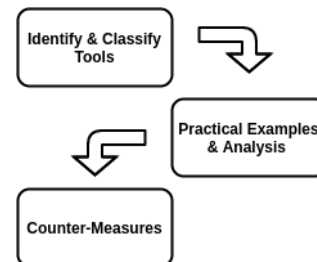 Identify & Classify
Tools
Practical Examples
& Analysis
Counter-Measures